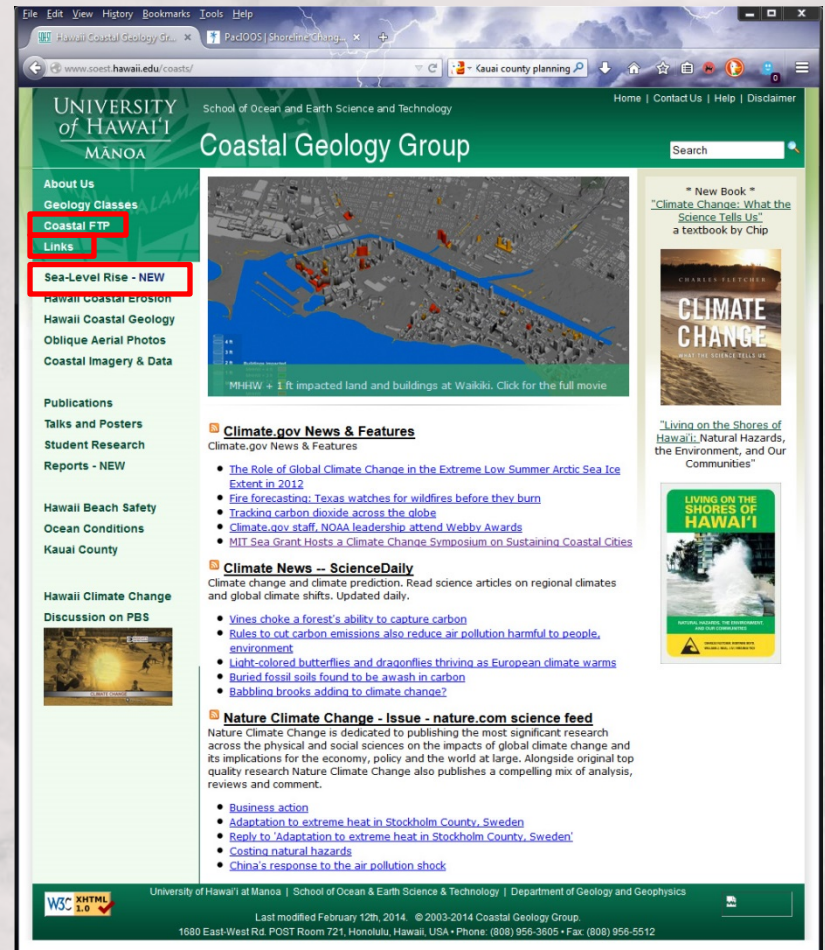 File Edit View History Bookmarks Tools Help
Hawaii Coastal Geology Gr... × PacIOOS | Shoreline Chang... × +
www.soest.hawaii.edu/coasts/
Kauai county planning
0
UNIVERSITY
of HAWAI'I
MĀNOA
School of Ocean and Earth Science and Technology
Coastal Geology Group
Home | Contact Us | Help | Disclaimer
Search
About Us
Geology Classes
Coastal FTP
Links
Sea-Level Rise - NEW
Hawaii Coastal Erosion
Hawaii Coastal Geology
Oblique Aerial Photos
Coastal Imagery & Data
Publications
Talks and Posters
Student Research
Reports - NEW
Hawaii Beach Safety
Ocean Conditions
Kauai County
Hawaii Climate Change
Discussion on PBS
CLIMATE CHANGE
4 ft
3 ft
2 ft Buildings impacted
MHHW + 1 ft impacted land and buildings at Waikiki. Click for the full movie
Climate.gov News & Features
Climate.gov News & Features
The Role of Global Climate Change in the Extreme Low Summer Arctic Sea Ice
Extent in 2012
Fire forecasting: Texas watches for wildfires before they burn
Tracking carbon dioxide across the globe
Climate.gov staff, NOAA leadership attend Webby Awards
MIT Sea Grant Hosts a Climate Change Symposium on Sustaining Coastal Cities
Climate News -- ScienceDaily
Climate change and climate prediction. Read science articles on regional climates
and global climate shifts. Updated daily.
Vines choke a forest's ability to capture carbon
Rules to cut carbon emissions also reduce air pollution harmful to people,
environment
Light-colored butterflies and dragonflies thriving as European climate warms
Buried fossil soils found to be awash in carbon
Babbling brooks adding to climate change?
Nature Climate Change - Issue - nature.com science feed
Nature Climate Change is dedicated to publishing the most significant research
across the physical and social sciences on the impacts of global climate change and
its implications for the economy, policy and the world at large. Alongside original top
quality research Nature Climate Change also publishes a compelling mix of analysis,
reviews and comment.
Business action
Adaptation to extreme heat in Stockholm County, Sweden
Reply to 'Adaptation to extreme heat in Stockholm County, Sweden'
Costing natural hazards
China's response to the air pollution shock
* New Book *
"Climate Change: What the
Science Tells Us"
a textbook by Chip
CHARLES FLETCHER
CLIMATE
CHANGE
WHAT THE SCIENCE TELLS US
"Living on the Shores of
Hawai'i: Natural Hazards,
the Environment, and Our
Communities"
LIVING ON THE
SHORES OF
HAWAI'I
NATURAL HAZARDS, THE ENVIRONMENT,
AND OUR COMMUNITIES
W3C XHTML
1.0
University of Hawai'i at Manoa | School of Ocean & Earth Science & Technology | Department of Geology and Geophysics
Last modified February 12th, 2014. © 2003-2014 Coastal Geology Group.
1680 East-West Rd. POST Room 721, Honolulu, Hawaii, USA • Phone: (808) 956-3605 • Fax: (808) 956-5512